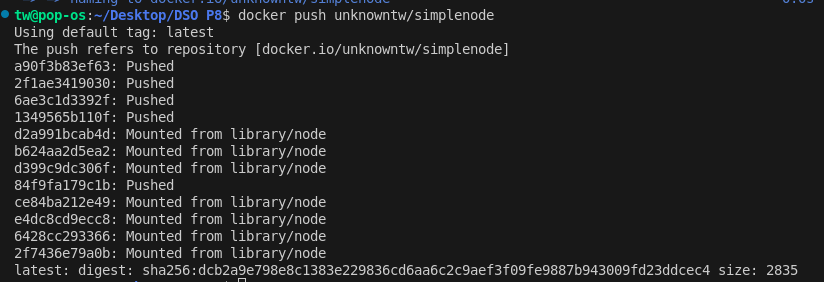 naming to docker.io/unknowntw/simplenode
tw@pop-os:~/Desktop/DSO P8$ docker push unknowntw/simplenode
Using default tag: latest
The push refers to repository [docker.io/unknowntw/simplenode]
a90f3b83ef63: Pushed
2f1ae3419030: Pushed
6ae3c1d3392f: Pushed
1349565b110f: Pushed
d2a991bcab4d: Mounted from library/node
b624aa2d5ea2: Mounted from library/node
d399c9dc306f: Mounted from library/node
84f9fa179c1b: Pushed
ce84ba212e49: Mounted from library/node
e4dc8cd9ecc8: Mounted from library/node
6428cc293366: Mounted from library/node
2f7436e79a0b: Mounted from library/node
latest: digest: sha256:dcb2a9e798e8c1383e229836cd6aa6c2c9aef3f09fe9887b943009fd23ddcec4 size: 2835